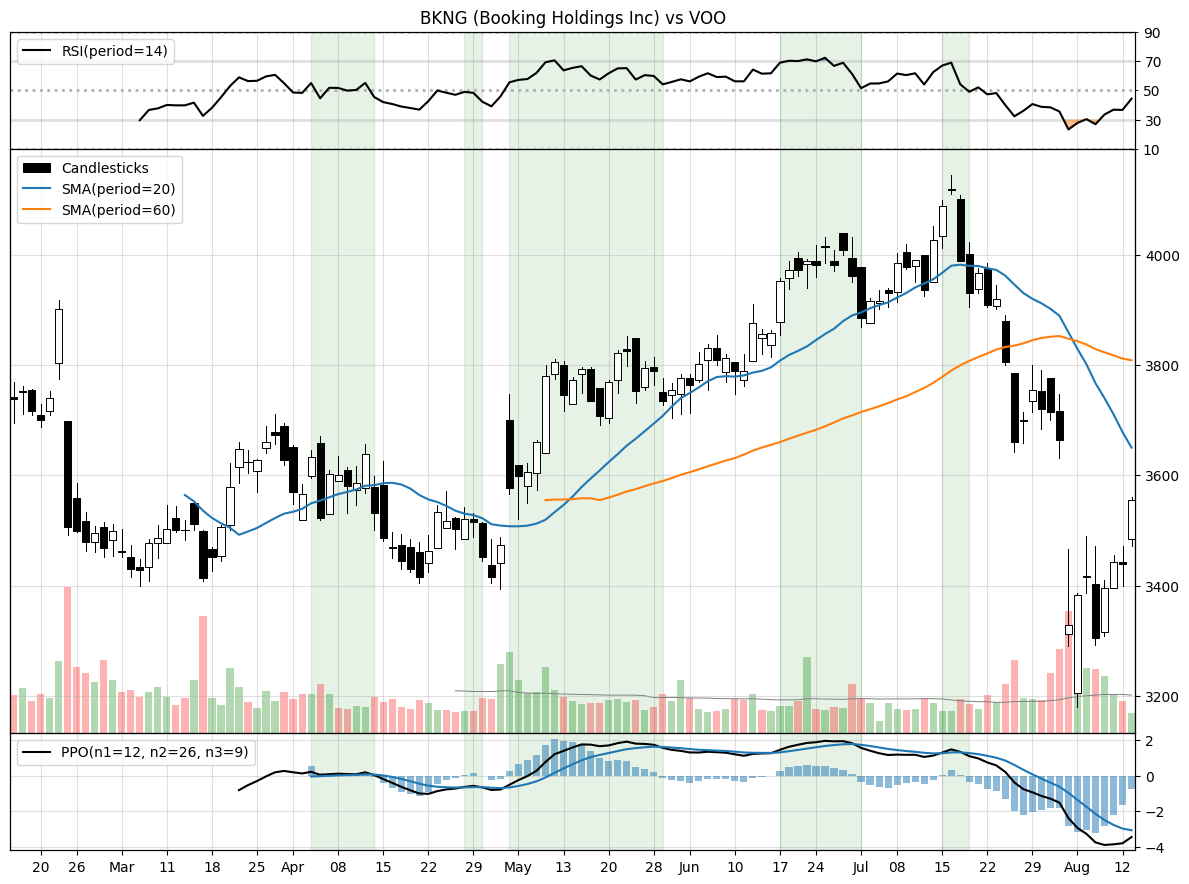 BKNG (Booking Holdings Inc) vs VOO
RSI(period=14)
90
70
50
30
10
Candlesticks
SMA(period=20)
SMA(period=60)
4000
3800
3600
3400
3200
PPO(n1=12, n2=26, n3=9)
2
0
−2
−4
20 26 Mar 11 18 25 Apr 08 15 22 29 May 13 20 28 Jun 10 17 24 Jul 08 15 22 29 Aug 12